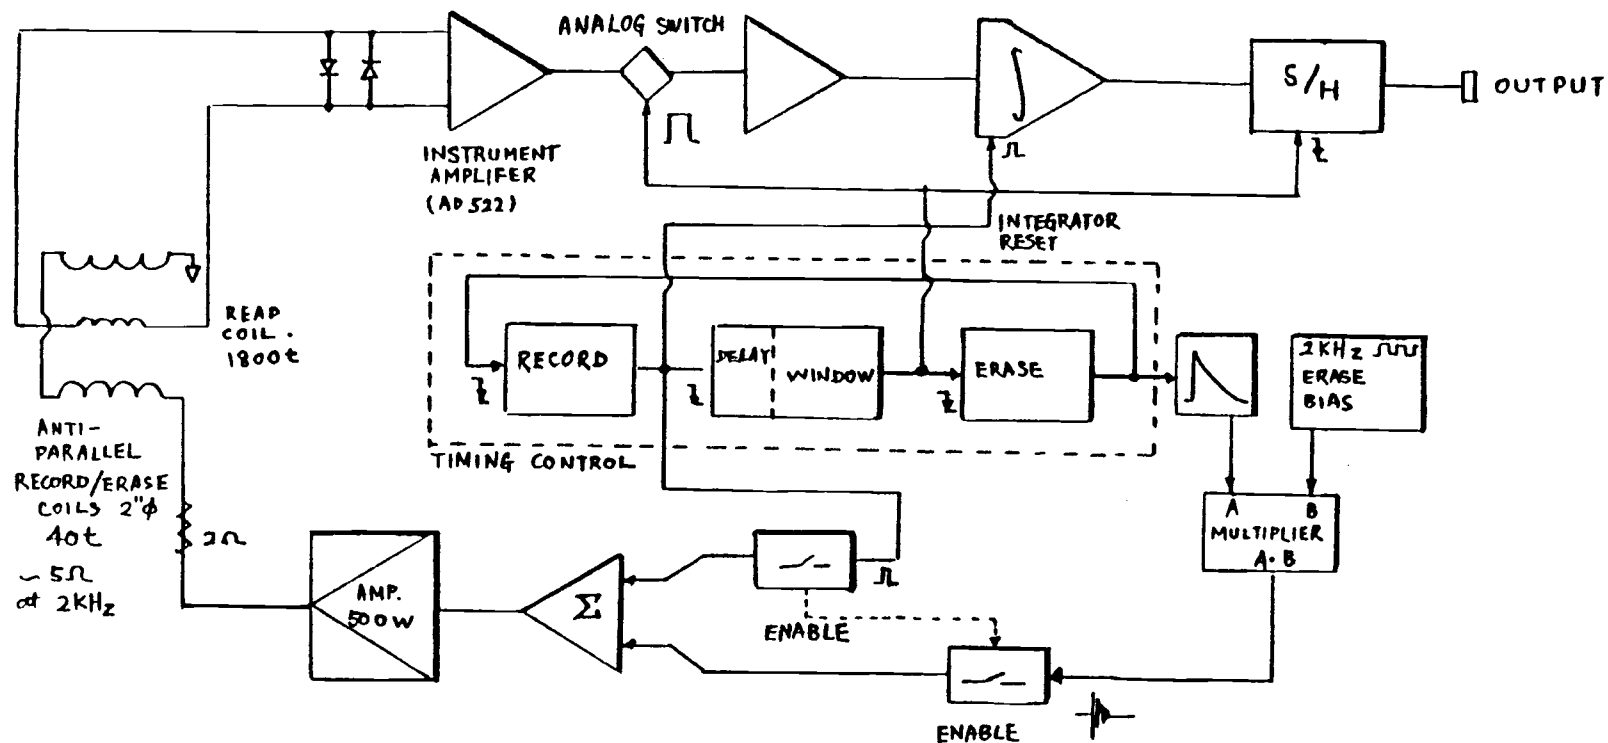 ANALOG SWITCH
S/H
OUTPUT
INSTRUMENT
AMPLIFER
(AD 522)
∫
INTEGRATOR
RESET
READ
COIL.
1800t
RECORD
DELAY
WINDOW
ERASE
TIMING CONTROL
2KHz
ERASE
BIAS
ANTI-
PARALLEL
RECORD/ERASE
COILS 2"ϕ
40t
~ 5Ω
at 2KHz
2Ω
AMP.
500W
Σ
ENABLE
ENABLE
A B
MULTIPLIER
A·B